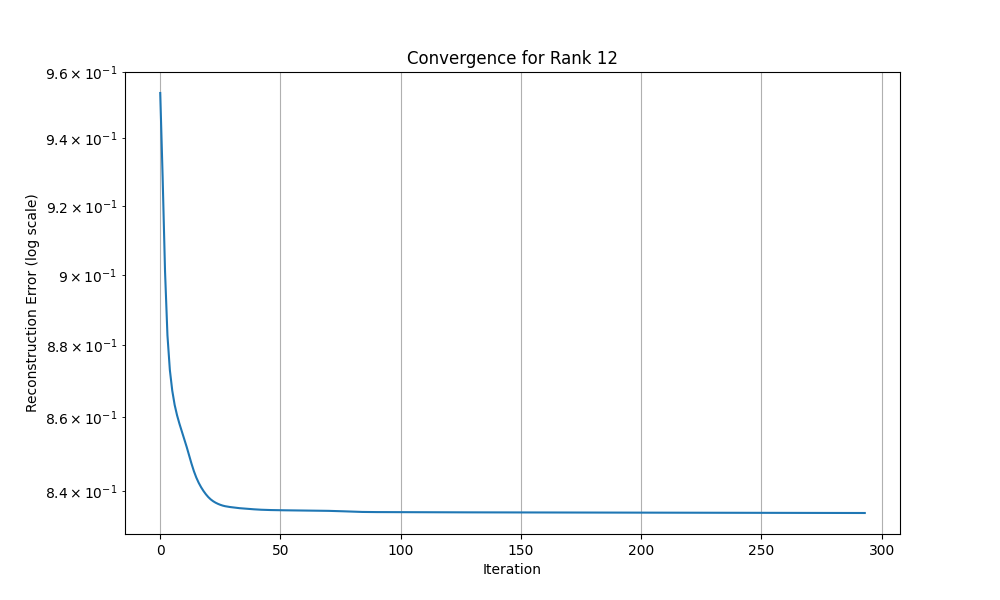 Convergence for Rank 12
Reconstruction Error (log scale)
9.6 × 10⁻¹
9.4 × 10⁻¹
9.2 × 10⁻¹
9 × 10⁻¹
8.8 × 10⁻¹
8.6 × 10⁻¹
8.4 × 10⁻¹
0 50 100 150 200 250 300
Iteration